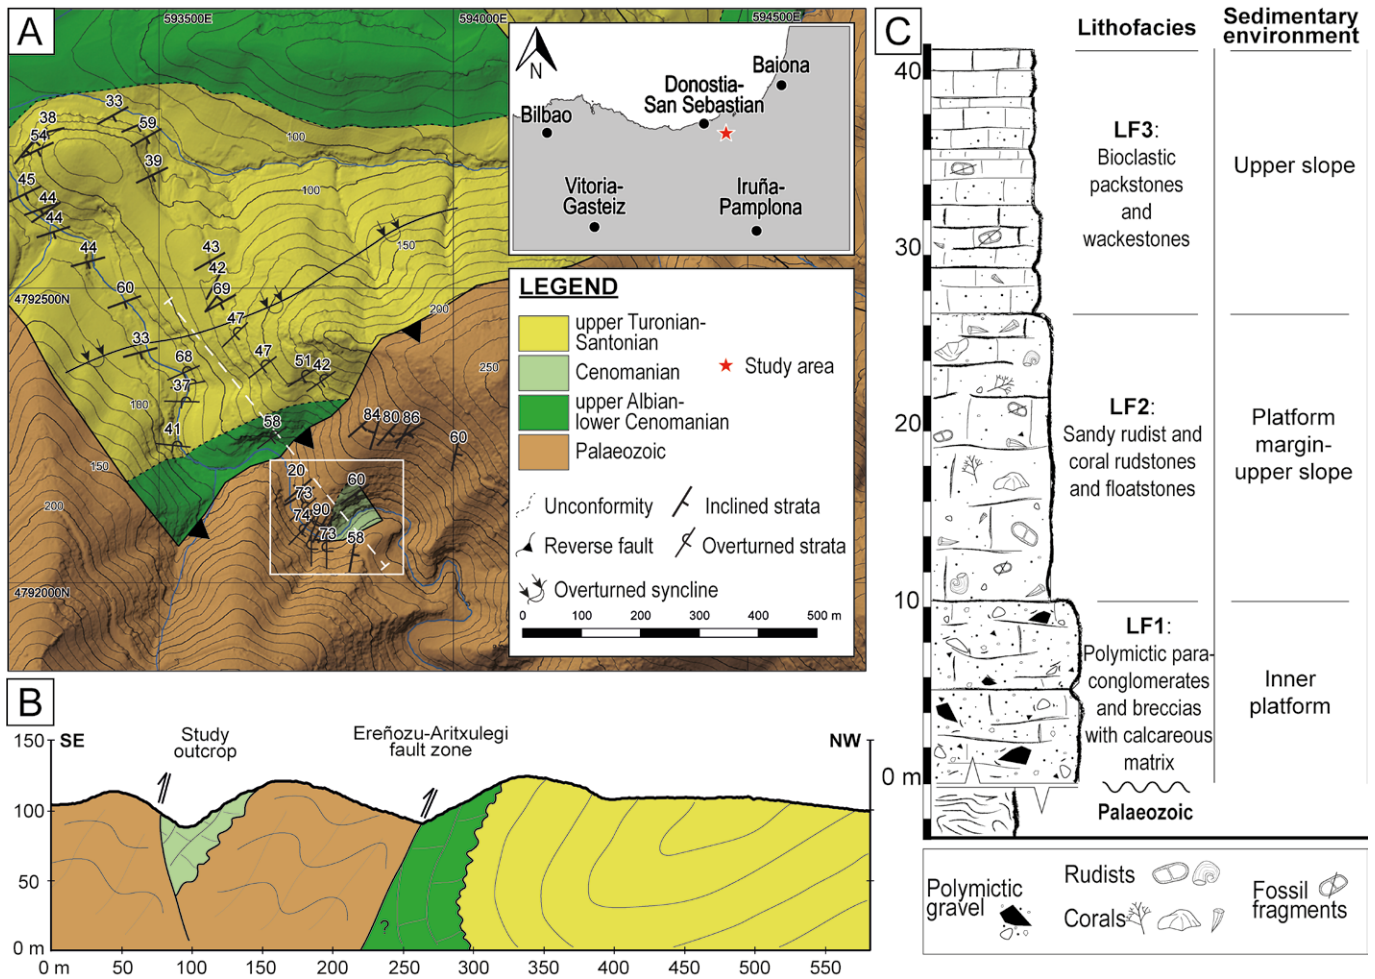 A
593500E
594000E
594500E
33
38
59
54
39
100
45
44
44
100
44
43
42
150
60
69
4792500N
47
33
200
68
47
51
42
37
250
100
58
84
80
86
41
60
150
200
20
60
73
90
74
73
58
4792000N
N
Baiona
Donostia-
San Sebastian
Bilbao
Vitoria-
Gasteiz
Iruña-
Pamplona
LEGEND
upper Turonian-
Santonian
Cenomanian
Study area
upper Albian-
lower Cenomanian
Palaeozoic
Unconformity
Inclined strata
Reverse fault
Overturned strata
Overturned syncline
0 100 200 300 400 500 m
B
150
SE
Study
outcrop
Ereñozu-Aritxulegi
fault zone
NW
100
50
?
0 m
0 m 50 100 150 200 250 300 350 400 450 500 550
C
Lithofacies
Sedimentary
environment
40
LF3:
Bioclastic
packstones
and
wackestones
Upper slope
30
LF2:
Sandy rudist and
coral rudstones
and floatstones
Platform
margin-
upper slope
20
10
LF1:
Polymictic para-
conglomerates
and breccias
with calcareous
matrix
Inner
platform
0 m
Palaeozoic
Polymictic
gravel
Rudists
Corals
Fossil
fragments